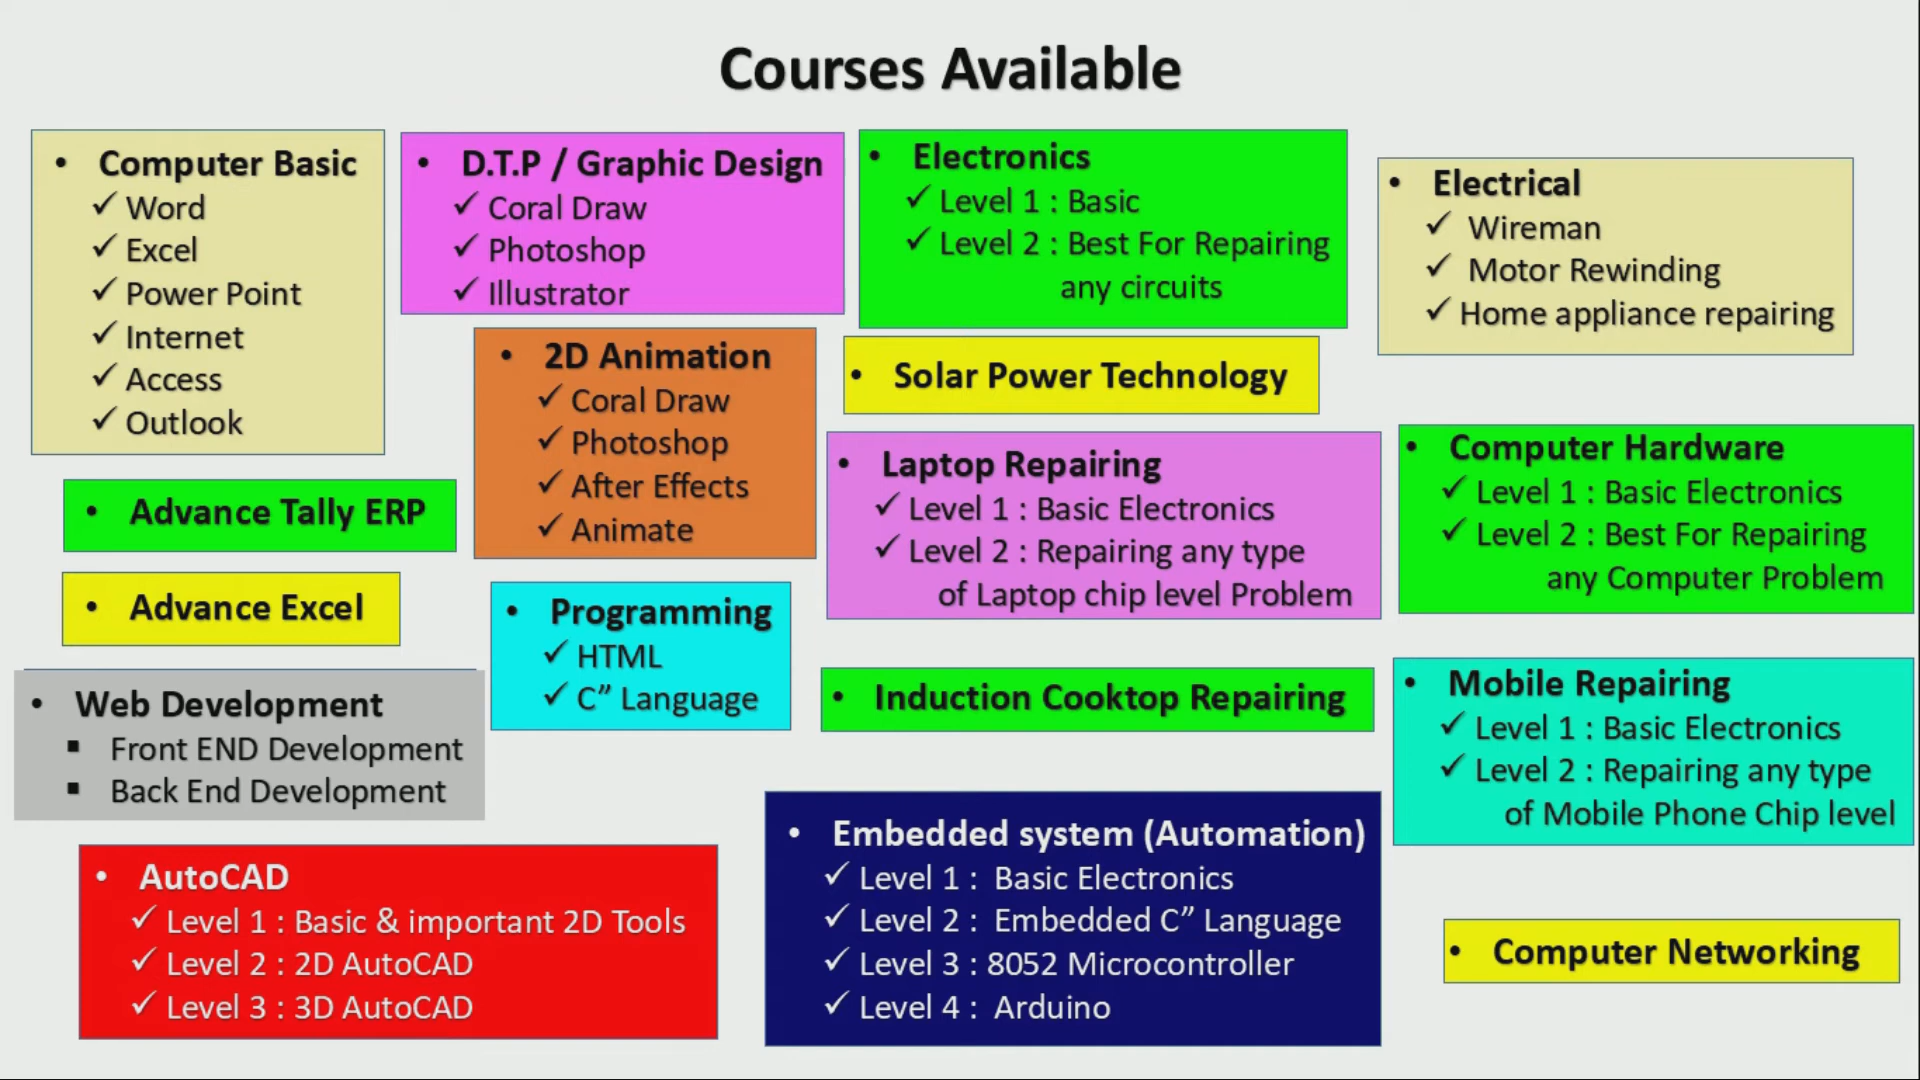 Courses Available
• Computer Basic
✓ Word
✓ Excel
✓ Power Point
✓ Internet
✓ Access
✓ Outlook
• D.T.P / Graphic Design
✓ Coral Draw
✓ Photoshop
✓ Illustrator
• Electronics
✓ Level 1 : Basic
✓ Level 2 : Best For Repairing
any circuits
• Electrical
✓ Wireman
✓ Motor Rewinding
✓ Home appliance repairing
• 2D Animation
✓ Coral Draw
✓ Photoshop
✓ After Effects
✓ Animate
• Solar Power Technology
• Laptop Repairing
✓ Level 1 : Basic Electronics
✓ Level 2 : Repairing any type
of Laptop chip level Problem
• Computer Hardware
✓ Level 1 : Basic Electronics
✓ Level 2 : Best For Repairing
any Computer Problem
• Advance Tally ERP
• Advance Excel
• Programming
✓ HTML
✓ C” Language
• Web Development
▪ Front END Development
▪ Back End Development
• Induction Cooktop Repairing
• Mobile Repairing
✓ Level 1 : Basic Electronics
✓ Level 2 : Repairing any type
of Mobile Phone Chip level
• AutoCAD
✓ Level 1 : Basic & important 2D Tools
✓ Level 2 : 2D AutoCAD
✓ Level 3 : 3D AutoCAD
• Embedded system (Automation)
✓ Level 1 : Basic Electronics
✓ Level 2 : Embedded C” Language
✓ Level 3 : 8052 Microcontroller
✓ Level 4 : Arduino
• Computer Networking